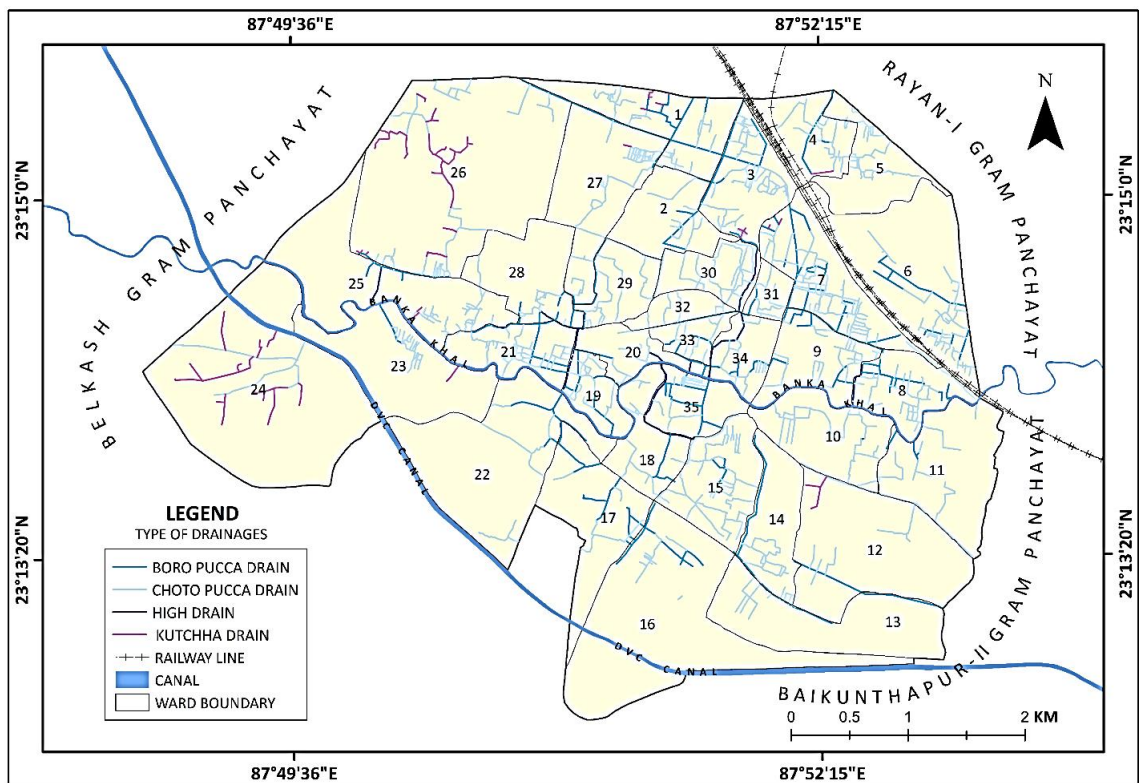 87°49'36"E
87°52'15"E
23°15'0"N
23°15'0"N
23°13'20"N
23°13'20"N
N
BELKASH GRAM PANCHAYAT
RAYAN-I GRAM PANCHAYAT
BAIKUNTHAPUR-II GRAM PANCHAYAT
1
4
5
3
26
27
2
6
25
28
29
30
31
7
32
33
34
9
21
20
23
24
19
35
8
10
11
22
18
15
17
14
12
16
13
BANKA KHAL
BANKA KHAL
DVC CANAL
DVC CANAL
LEGEND
TYPE OF DRAINAGES
BORO PUCCA DRAIN
CHOTO PUCCA DRAIN
HIGH DRAIN
KUTCHHA DRAIN
RAILWAY LINE
CANAL
WARD BOUNDARY
0 0.5 1 2 KM
87°49'36"E
87°52'15"E